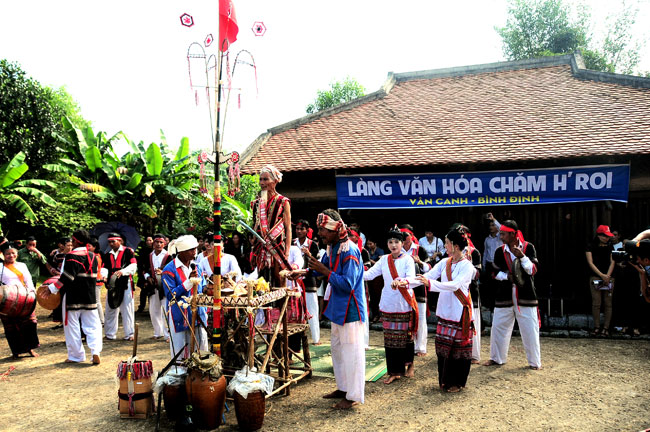 LÀNG VĂN HÓA CHĂM H'ROI
VÂN CANH - BÌNH ĐỊNH